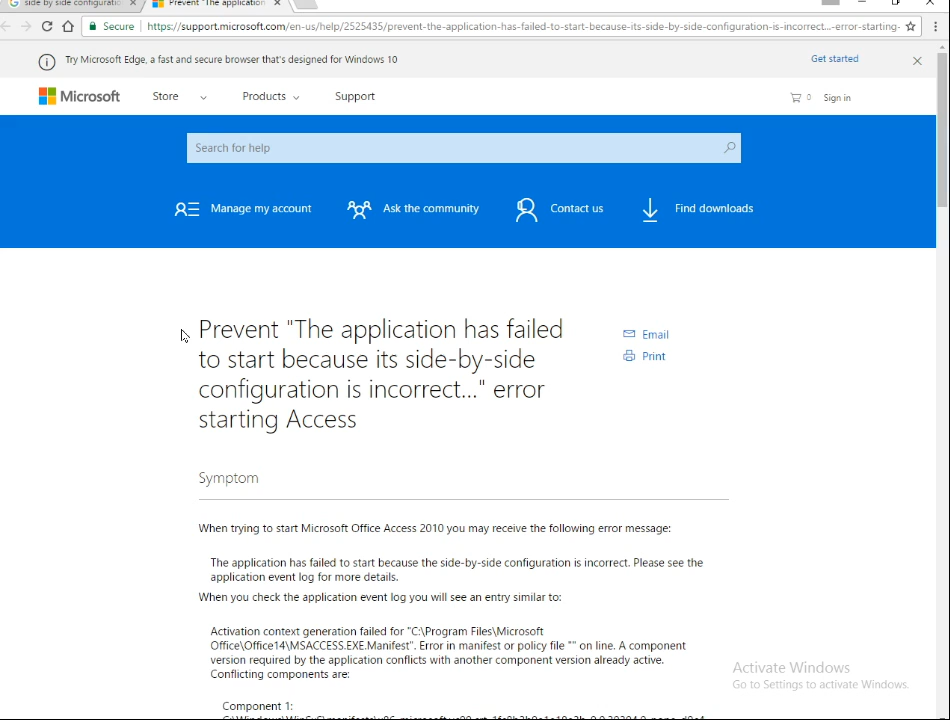 side by side configuratio
Prevent "The application
Secure
https://support.microsoft.com/en-us/help/2525435/prevent-the-application-has-failed-to-start-because-its-side-by-side-configuration-is-incorrect...-error-starting-
Try Microsoft Edge, a fast and secure browser that's designed for Windows 10
Get started
Microsoft
Store
Products
Support
0
Sign in
Search for help
Manage my account
Ask the community
Contact us
Find downloads
Prevent "The application has failed
to start because its side-by-side
configuration is incorrect..." error
starting Access
Email
Print
Symptom
When trying to start Microsoft Office Access 2010 you may receive the following error message:
The application has failed to start because the side-by-side configuration is incorrect. Please see the
application event log for more details.
When you check the application event log you will see an entry similar to:
Activation context generation failed for "C:\Program Files\Microsoft
Office\Office14\MSACCESS.EXE.Manifest". Error in manifest or policy file "" on line. A component
version required by the application conflicts with another component version already active.
Conflicting components are:
Component 1:
Activate Windows
Go to Settings to activate Windows.